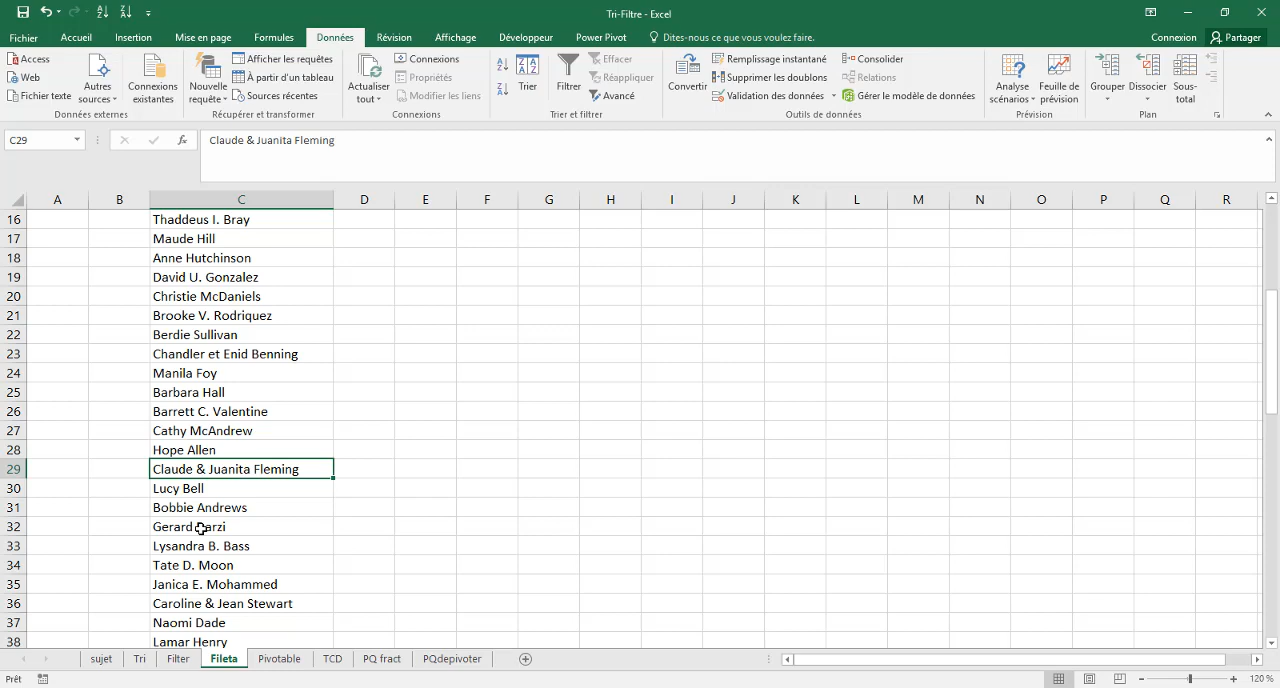 Tri-Filtre - Excel
Fichier Accueil Insertion Mise en page Formules Données Révision Affichage Développeur Power Pivot Dites-nous ce que vous voulez faire. Connexion Partager
Access
Web
Fichier texte
Autres sources
Connexions existantes
Données externes
Nouvelle requête
Afficher les requêtes
À partir d'un tableau
Sources récentes
Récupérer et transformer
Actualiser tout
Connexions
Propriétés
Modifier les liens
Connexions
Trier
Filtrer
Effacer
Réappliquer
Avancé
Trier et filtrer
Convertir
Remplissage instantané
Supprimer les doublons
Validation des données
Consolider
Relations
Gérer le modèle de données
Outils de données
Analyse scénarios
Feuille de prévision
Prévision
Grouper
Dissocier
Sous-total
Plan
C29 fx Claude & Juanita Fleming
A B C D E F G H I J K L M N O P Q R
16 Thaddeus I. Bray
17 Maude Hill
18 Anne Hutchinson
19 David U. Gonzalez
20 Christie McDaniels
21 Brooke V. Rodriquez
22 Berdie Sullivan
23 Chandler et Enid Benning
24 Manila Foy
25 Barbara Hall
26 Barrett C. Valentine
27 Cathy McAndrew
28 Hope Allen
29 Claude & Juanita Fleming
30 Lucy Bell
31 Bobbie Andrews
32 Gerard
33 Lysandra B. Bass
34 Tate D. Moon
35 Janica E. Mohammed
36 Caroline & Jean Stewart
37 Naomi Dade
38 Lamar Henry
sujet Tri Filter Fileta Pivotable TCD PQ fract PQdepivoter
Prêt 120 %